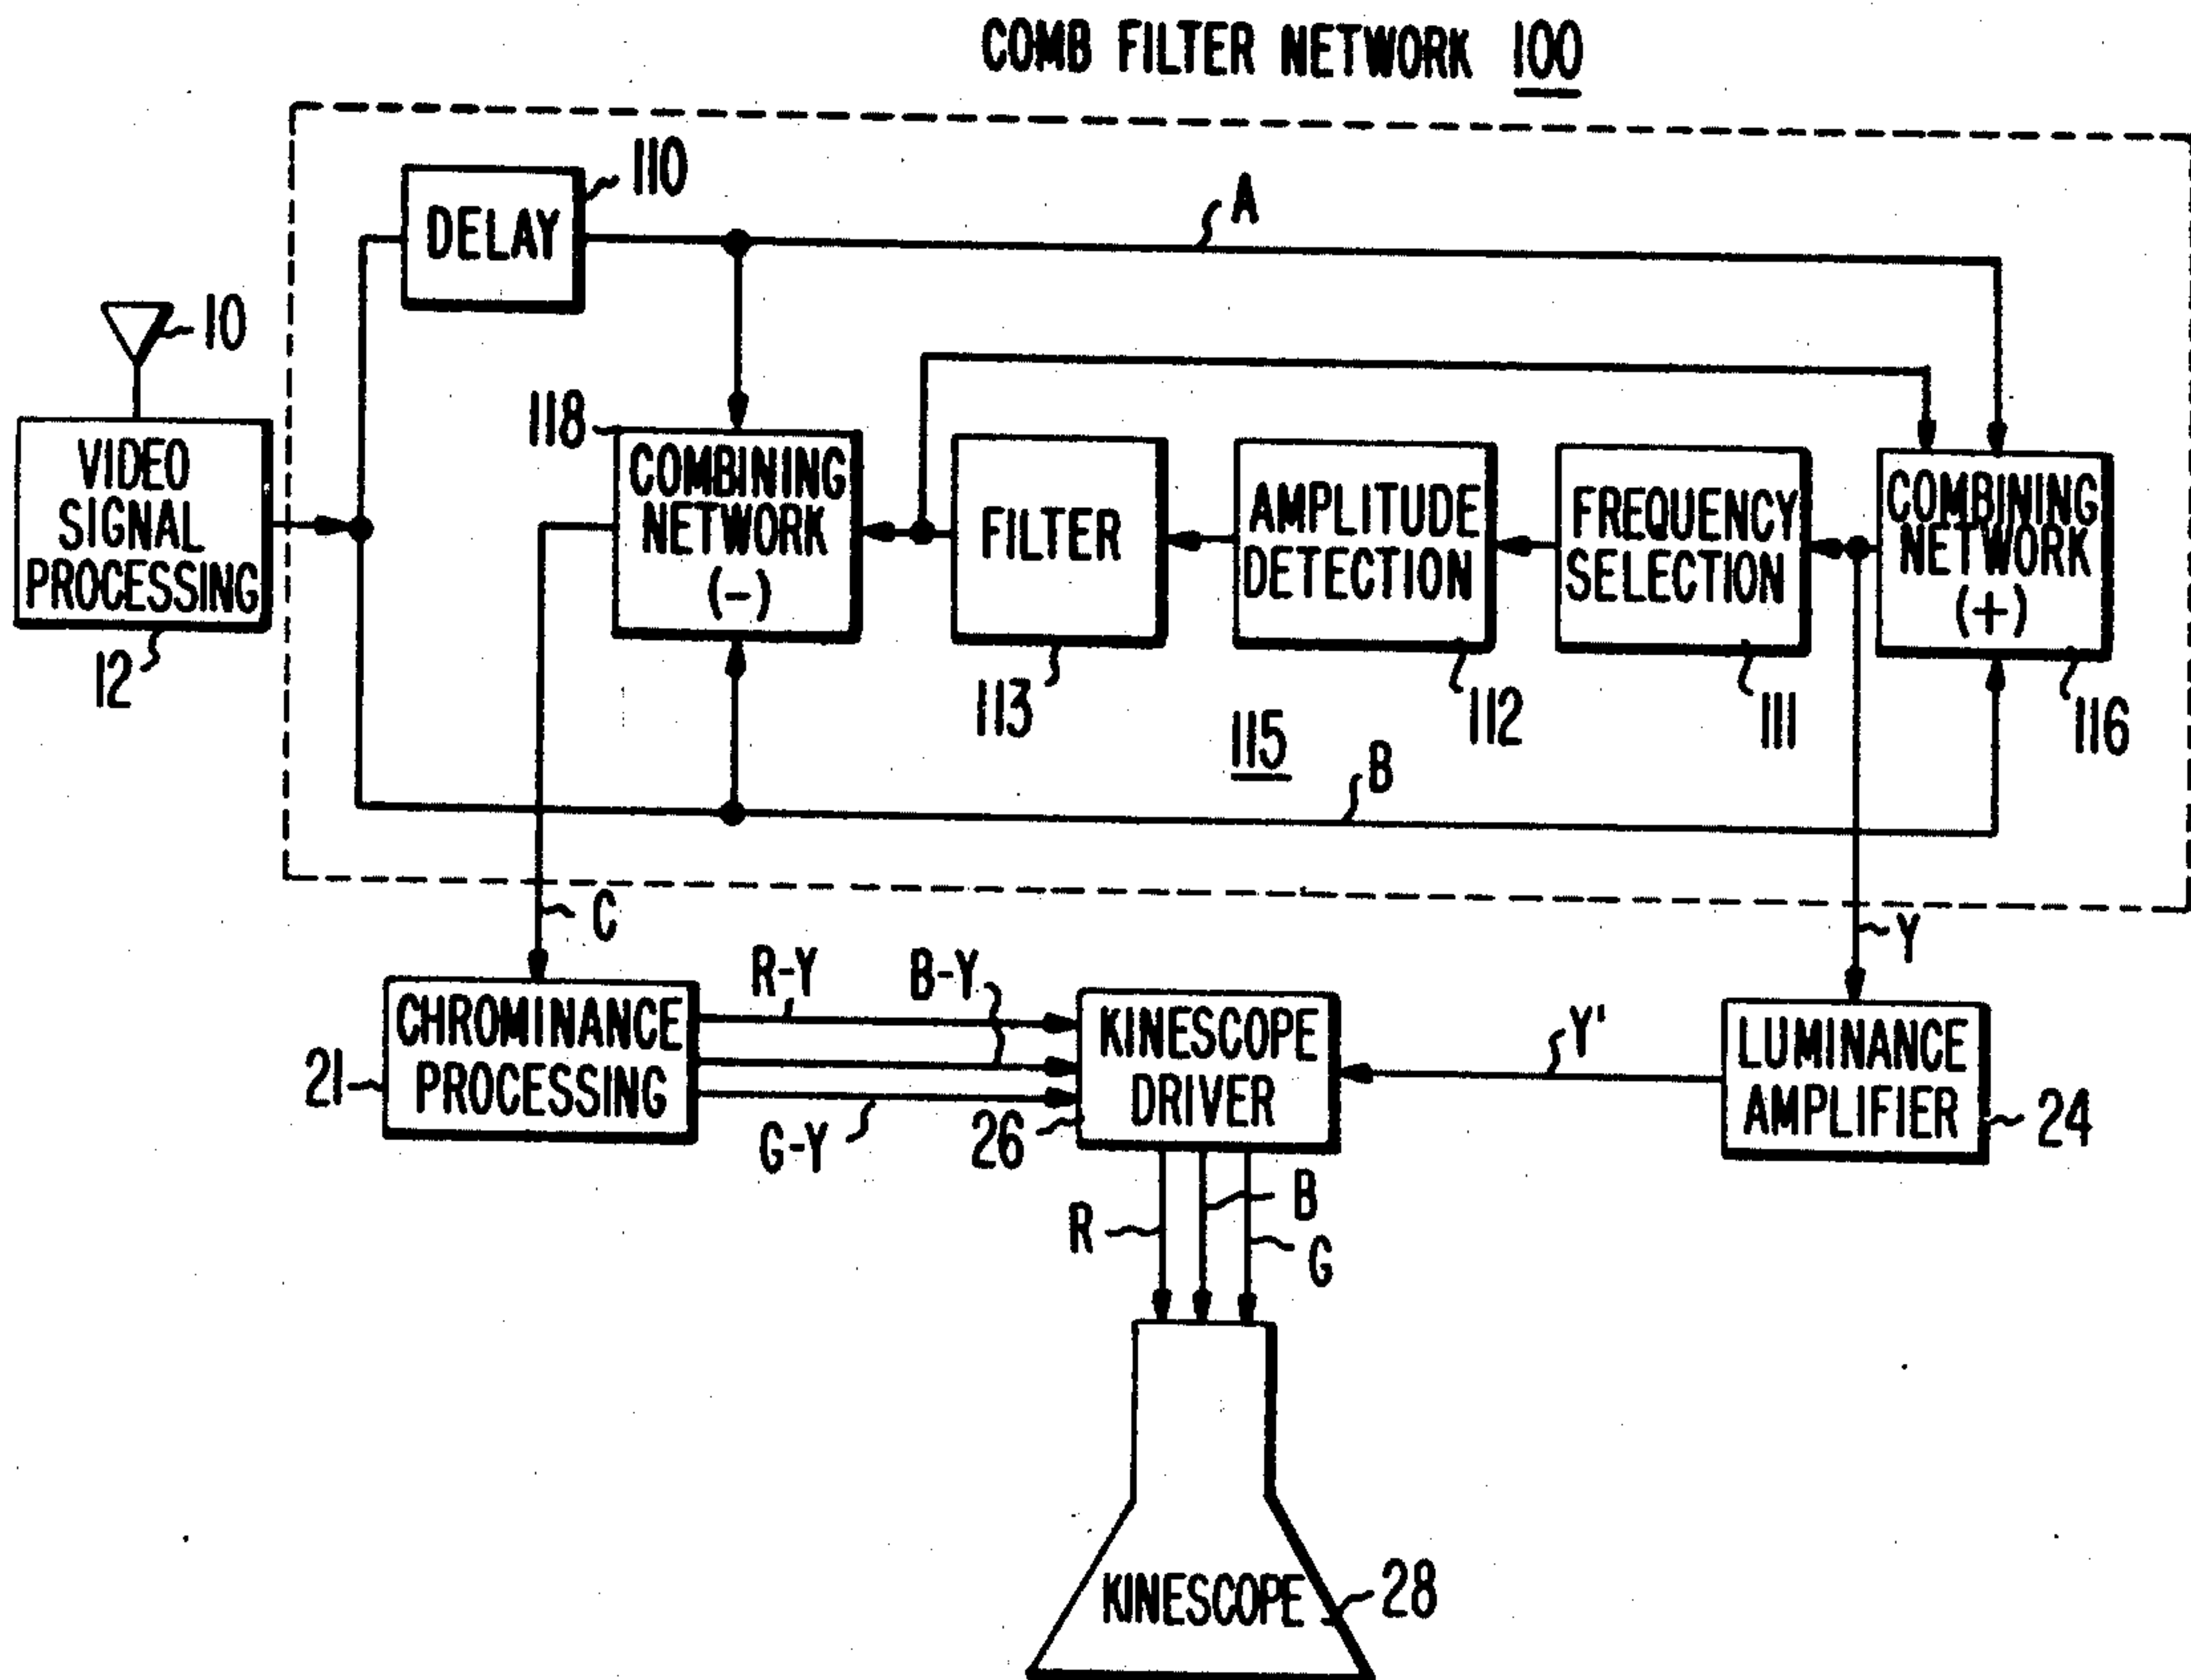 COMB FILTER NETWORK 100
110
DELAY
A
10
118
VIDEO
SIGNAL
PROCESSING
12
COMBINING
NETWORK
(-)
FILTER
113
AMPLITUDE
DETECTION
112
FREQUENCY
SELECTION
111
COMBINING
NETWORK
(+)
116
115
B
C
Y
CHROMINANCE
PROCESSING
21
R-Y
B-Y
G-Y
KINESCOPE
DRIVER
26
Y'
LUMINANCE
AMPLIFIER
24
R
B
G
KINESCOPE
28